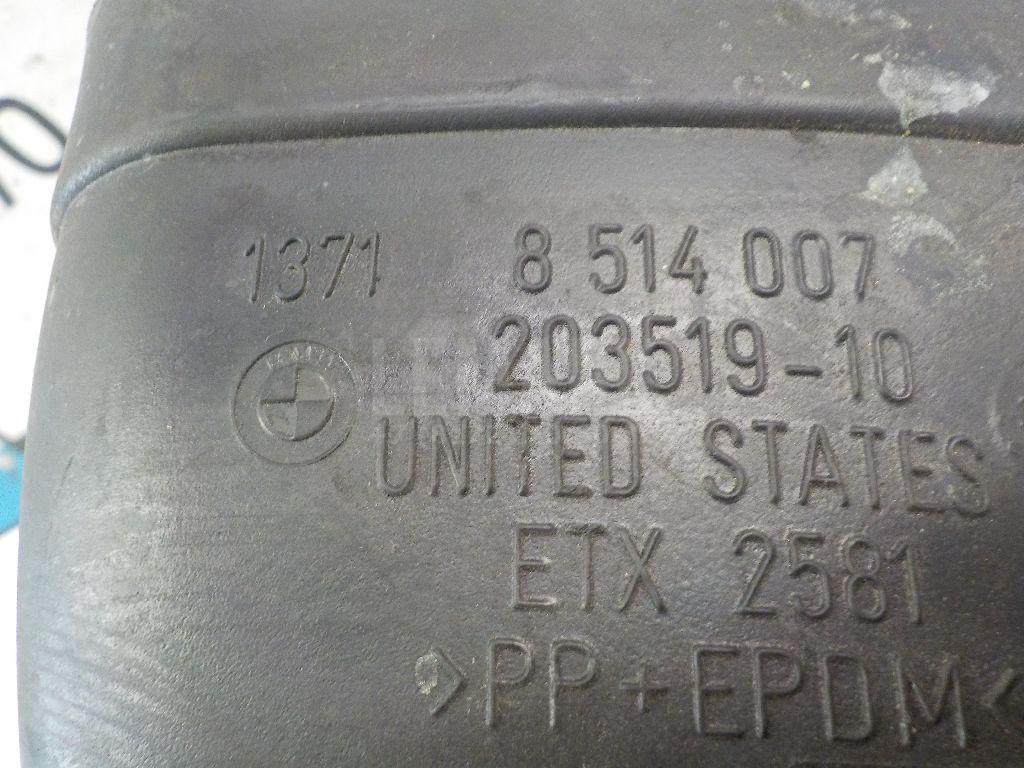 1371 8 514 007
203519-10
UNITED STATES
ETX 2581
>PP+EPDM<